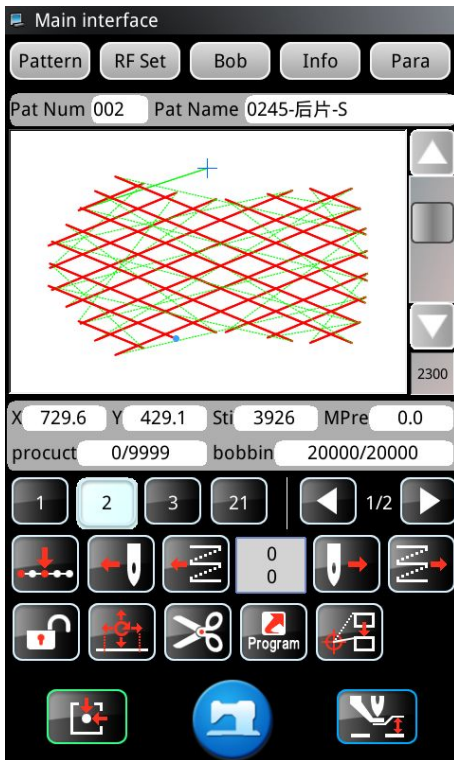 Main interface
Pattern RF Set Bob Info Para
Pat Num 002 Pat Name 0245-后片-S
2300
X 729.6 Y 429.1 Sti 3926 MPre 0.0
procuct 0/9999 bobbin 20000/20000
1 2 3 21 1/2
0
0
Program